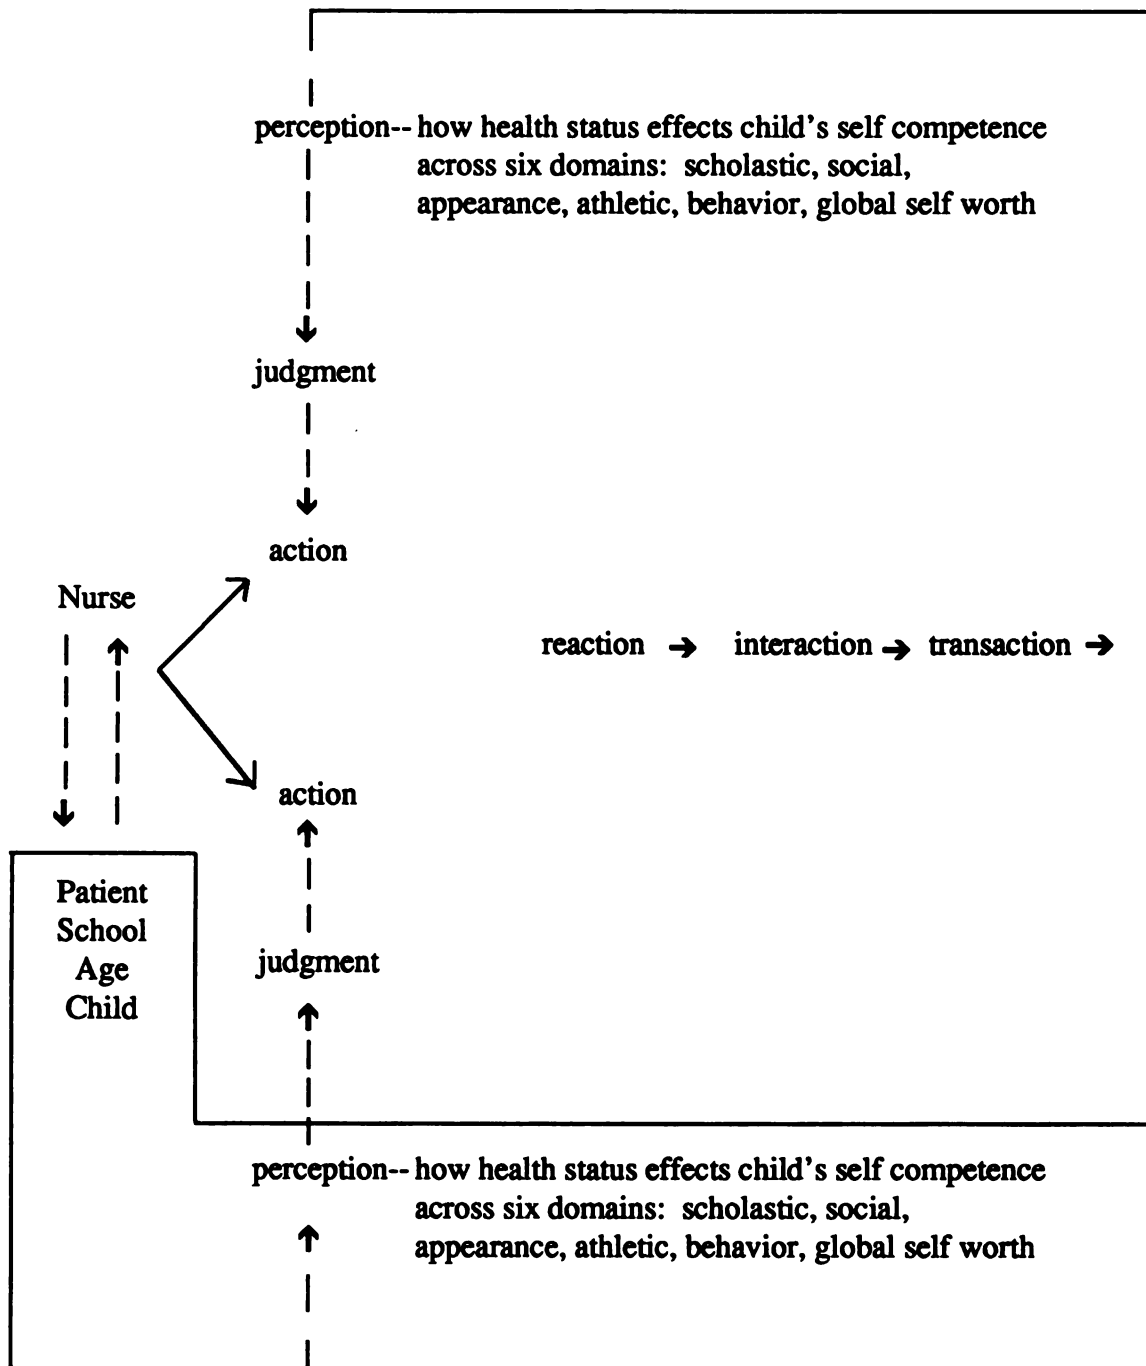 perception-- how health status effects child's self competence
across six domains: scholastic, social,
appearance, athletic, behavior, global self worth
judgment
action
Nurse
reaction interaction transaction
action
Patient
School
Age
Child
judgment
perception-- how health status effects child's self competence
across six domains: scholastic, social,
appearance, athletic, behavior, global self worth